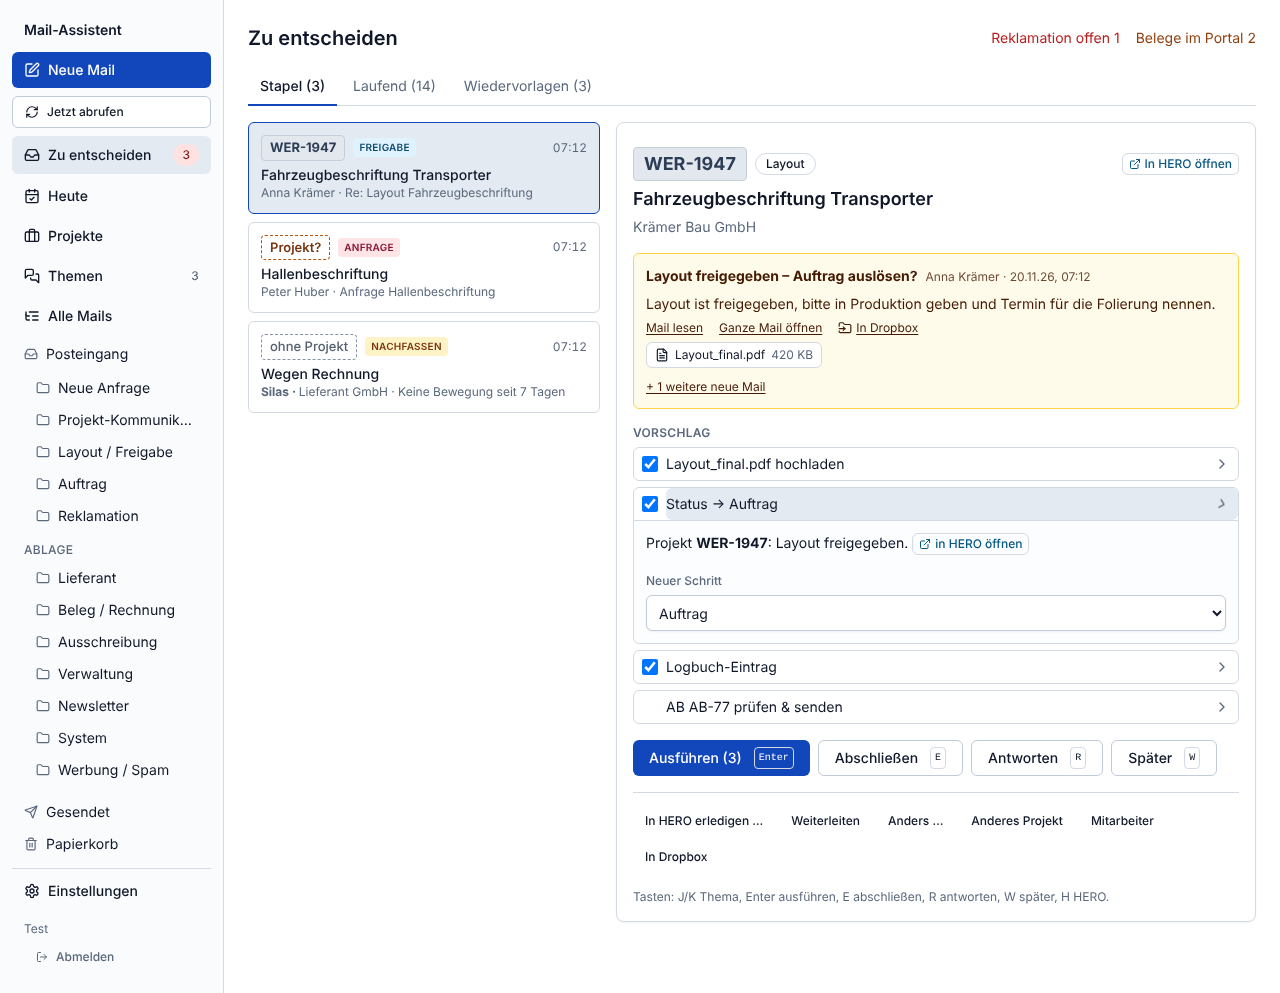 Mail-Assistent
Neue Mail
Jetzt abrufen
Zu entscheiden 3
Heute
Projekte
Themen 3
Alle Mails
Posteingang
Neue Anfrage
Projekt-Kommunik...
Layout / Freigabe
Auftrag
Reklamation
ABLAGE
Lieferant
Beleg / Rechnung
Ausschreibung
Verwaltung
Newsletter
System
Werbung / Spam
Gesendet
Papierkorb
Einstellungen
Test
Abmelden
Zu entscheiden
Reklamation offen 1 Belege im Portal 2
Stapel (3) Laufend (14) Wiedervorlagen (3)
WER-1947 FREIGABE 07:12
Fahrzeugbeschriftung Transporter
Anna Krämer · Re: Layout Fahrzeugbeschriftung
Projekt? ANFRAGE 07:12
Hallenbeschriftung
Peter Huber · Anfrage Hallenbeschriftung
ohne Projekt NACHFASSEN 07:12
Wegen Rechnung
Silas · Lieferant GmbH · Keine Bewegung seit 7 Tagen
WER-1947 Layout In HERO öffnen
Fahrzeugbeschriftung Transporter
Krämer Bau GmbH
Layout freigegeben – Auftrag auslösen? Anna Krämer · 20.11.26, 07:12
Layout ist freigegeben, bitte in Produktion geben und Termin für die Folierung nennen.
Mail lesen Ganze Mail öffnen In Dropbox
Layout_final.pdf 420 KB
+ 1 weitere neue Mail
VORSCHLAG
Layout_final.pdf hochladen
Status → Auftrag
Projekt WER-1947: Layout freigegeben. in HERO öffnen
Neuer Schritt
Auftrag
Logbuch-Eintrag
AB AB-77 prüfen & senden
Ausführen (3) Enter Abschließen E Antworten R Später W
In HERO erledigen ... Weiterleiten Anders ... Anderes Projekt Mitarbeiter
In Dropbox
Tasten: J/K Thema, Enter ausführen, E abschließen, R antworten, W später, H HERO.